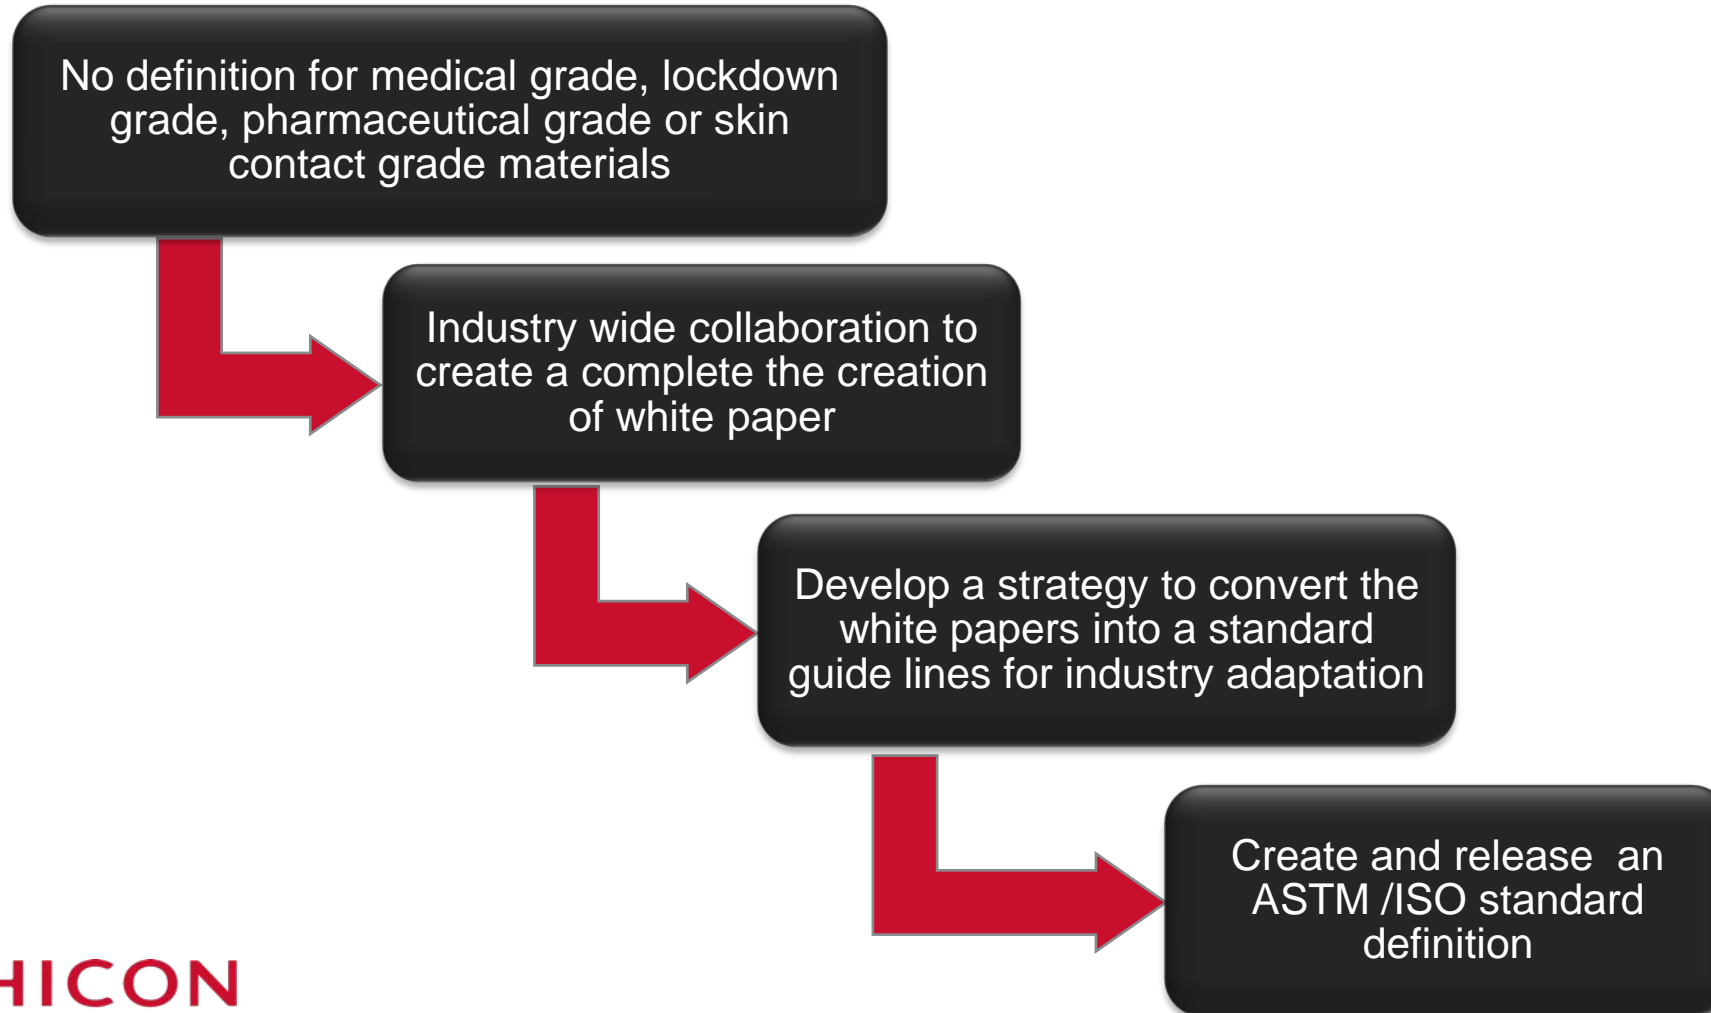 No definition for medical grade, lockdown
grade, pharmaceutical grade or skin
contact grade materials
Industry wide collaboration to
create a complete the creation
of white paper
Develop a strategy to convert the
white papers into a standard
guide lines for industry adaptation
Create and release  an
ASTM /ISO standard
definition
HICON